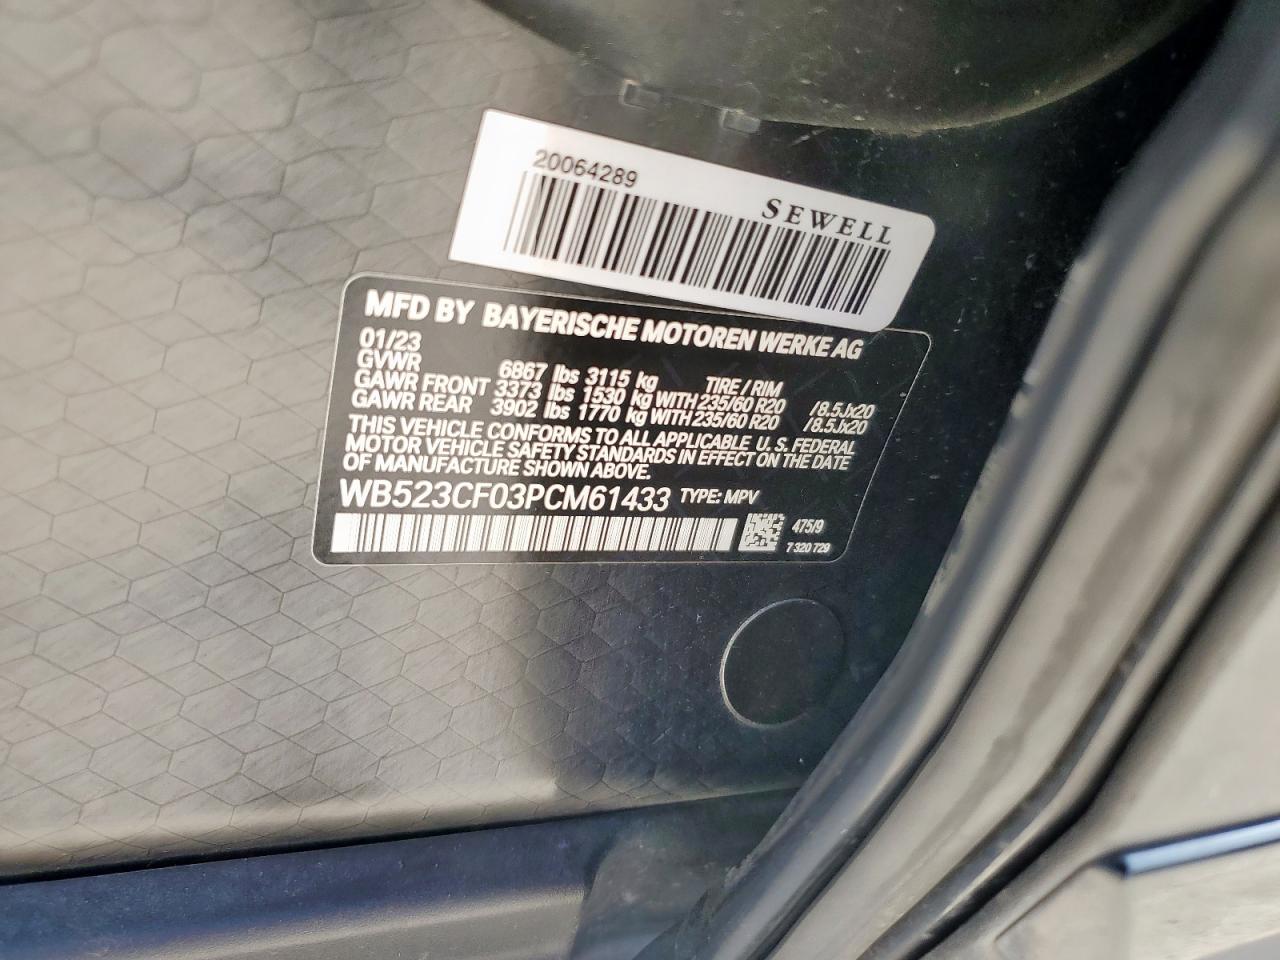 20064289
SEWELL
MFD BY BAYERISCHE MOTOREN WERKE AG
01/23
GVWR 6867 lbs 3115 kg TIRE / RIM
GAWR FRONT 3373 lbs 1530 kg WITH 235/60 R20 /8.5Jx20
GAWR REAR 3902 lbs 1770 kg WITH 235/60 R20 /8.5Jx20
THIS VEHICLE CONFORMS TO ALL APPLICABLE U. S. FEDERAL
MOTOR VEHICLE SAFETY STANDARDS IN EFFECT ON THE DATE
OF MANUFACTURE SHOWN ABOVE.
WB523CF03PCM61433 TYPE: MPV
475/9
7 320 729